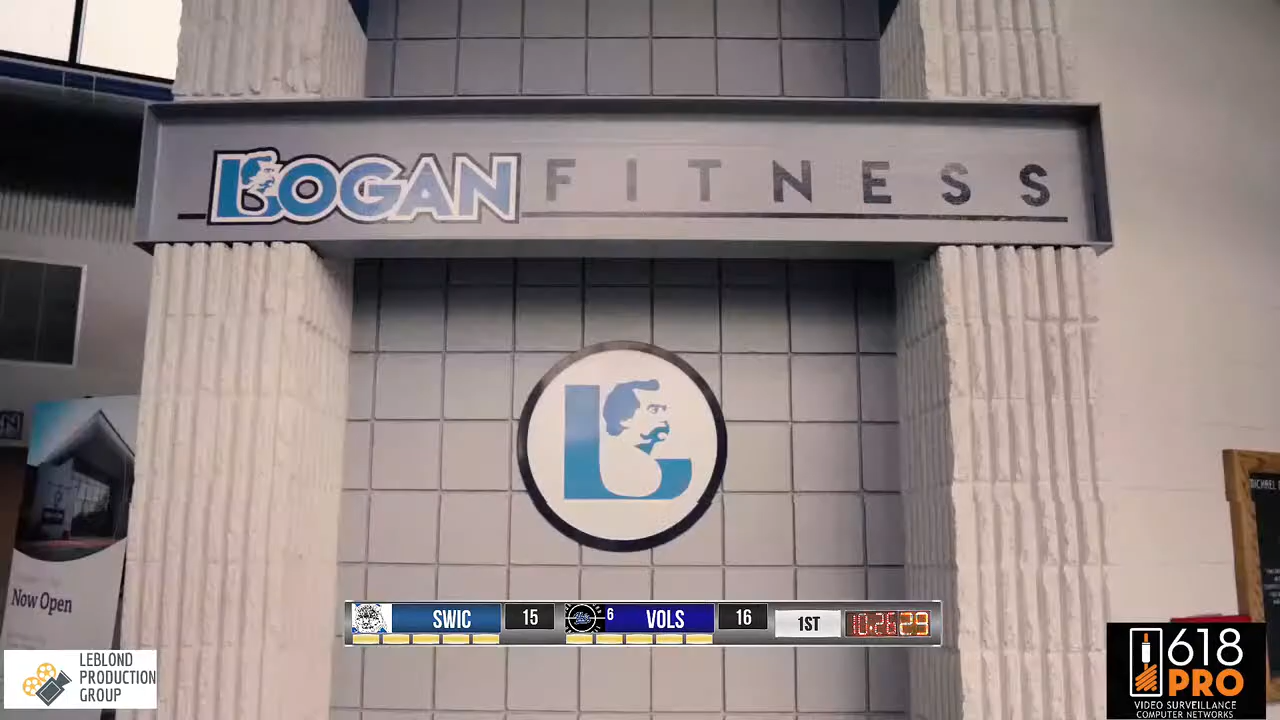 LOGAN FITNESS
Now Open
MICHAEL
SWIC 15 6 VOLS 16 1ST 10:26 29
LEBLOND
PRODUCTION
GROUP
618
PRO
VIDEO SURVEILLANCE
COMPUTER NETWORKS